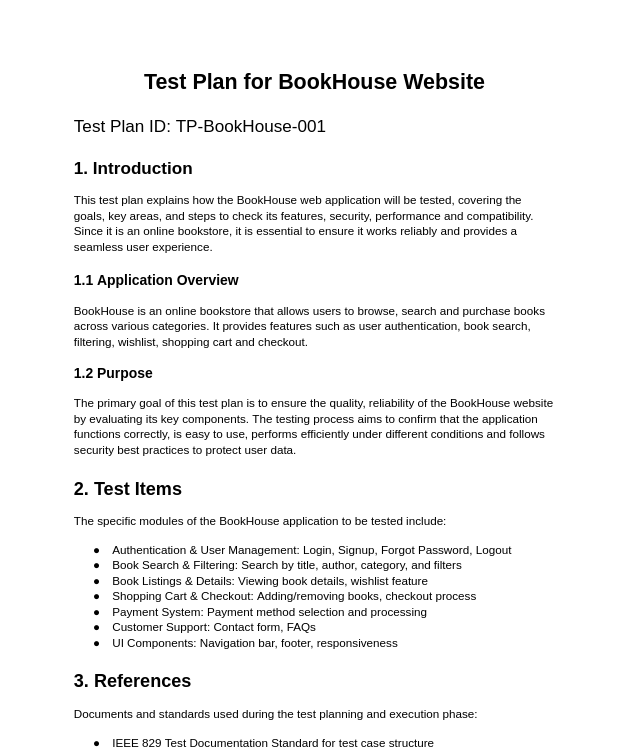 Test Plan for BookHouse Website
Test Plan ID: TP-BookHouse-001
1. Introduction
This test plan explains how the BookHouse web application will be tested, covering the
goals, key areas, and steps to check its features, security, performance and compatibility.
Since it is an online bookstore, it is essential to ensure it works reliably and provides a
seamless user experience.
1.1 Application Overview
BookHouse is an online bookstore that allows users to browse, search and purchase books
across various categories. It provides features such as user authentication, book search,
filtering, wishlist, shopping cart and checkout.
1.2 Purpose
The primary goal of this test plan is to ensure the quality, reliability of the BookHouse website
by evaluating its key components. The testing process aims to confirm that the application
functions correctly, is easy to use, performs efficiently under different conditions and follows
security best practices to protect user data.
2. Test Items
The specific modules of the BookHouse application to be tested include:
● Authentication & User Management: Login, Signup, Forgot Password, Logout
● Book Search & Filtering: Search by title, author, category, and filters
● Book Listings & Details: Viewing book details, wishlist feature
● Shopping Cart & Checkout: Adding/removing books, checkout process
● Payment System: Payment method selection and processing
● Customer Support: Contact form, FAQs
● UI Components: Navigation bar, footer, responsiveness
3. References
Documents and standards used during the test planning and execution phase:
● IEEE 829 Test Documentation Standard for test case structure